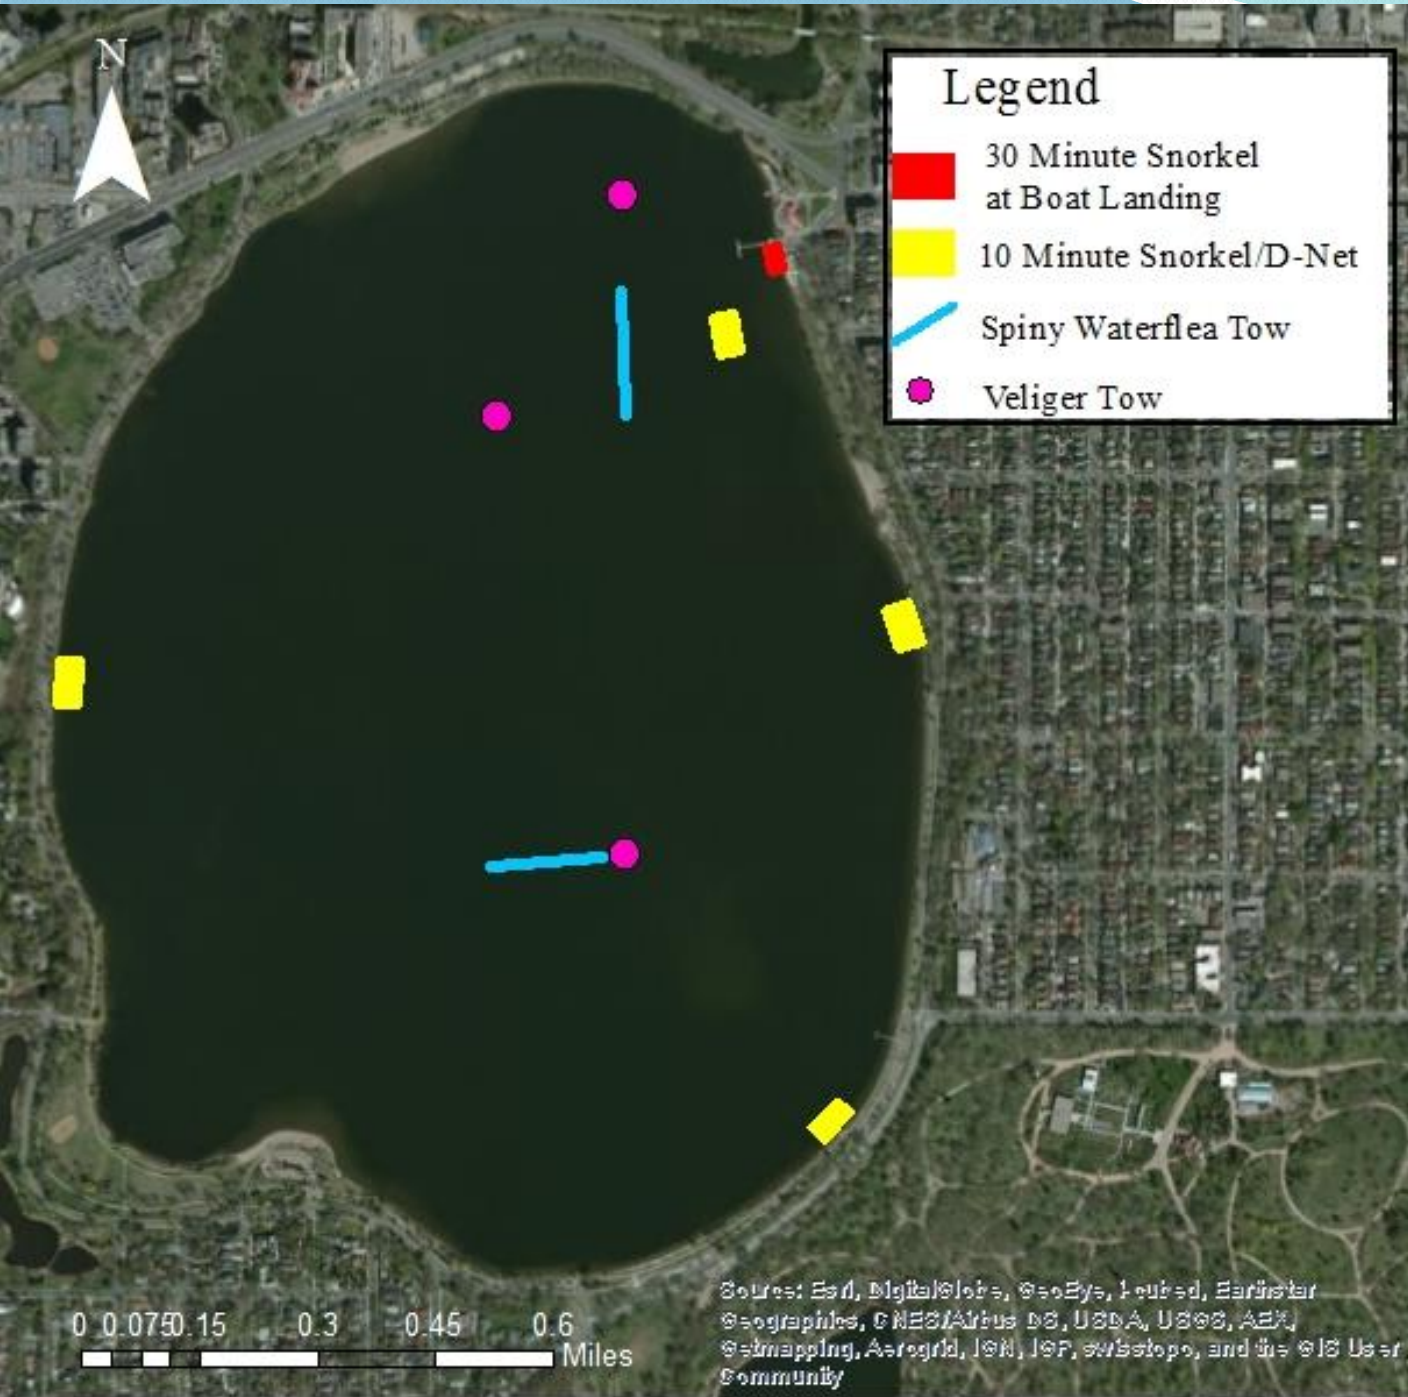 N
Legend
30 Minute Snorkel
at Boat Landing
10 Minute Snorkel/D-Net
Spiny Waterflea Tow
Veliger Tow
0 0.075 0.15 0.3 0.45 0.6
Miles
Source: Esri, DigitalGlobe, GeoEye, i-cubed, Earthstar
Geographics, CNES/Airbus DS, USDA, USGS, AEX,
Getmapping, Aerogrid, IGN, IGP, swisstopo, and the GIS User
Community